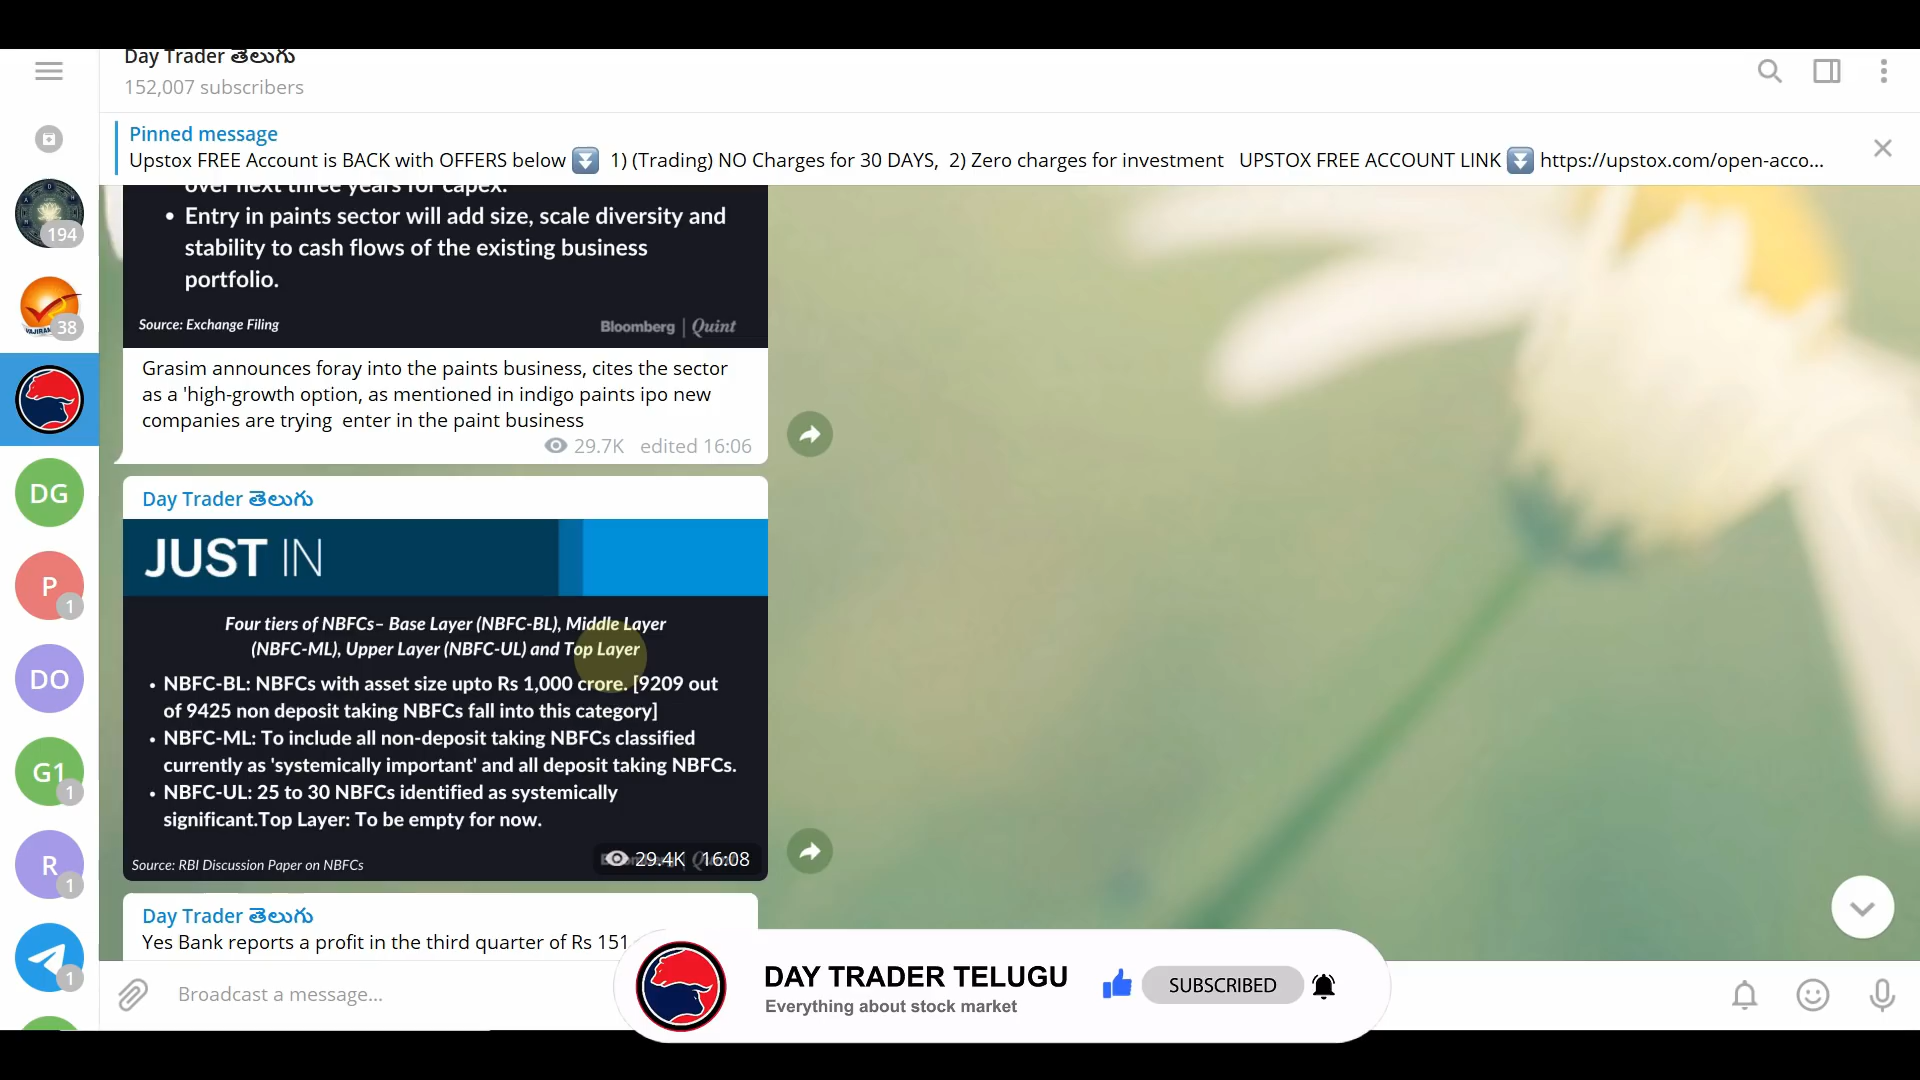 Day Trader తెలుగు
152,007 subscribers
Pinned message
Upstox FREE Account is BACK with OFFERS below ⏬ 1) (Trading) NO Charges for 30 DAYS, 2) Zero charges for investment UPSTOX FREE ACCOUNT LINK ⏬ https://upstox.com/open-acco...
over next three years for capex.
• Entry in paints sector will add size, scale diversity and
stability to cash flows of the existing business
portfolio.
Source: Exchange Filing
Bloomberg | Quint
Grasim announces foray into the paints business, cites the sector
as a 'high-growth option, as mentioned in indigo paints ipo new
companies are trying enter in the paint business
29.7K edited 16:06
Day Trader తెలుగు
JUST IN
Four tiers of NBFCs– Base Layer (NBFC-BL), Middle Layer
(NBFC-ML), Upper Layer (NBFC-UL) and Top Layer
• NBFC-BL: NBFCs with asset size upto Rs 1,000 crore. [9209 out
of 9425 non deposit taking NBFCs fall into this category]
• NBFC-ML: To include all non-deposit taking NBFCs classified
currently as 'systemically important' and all deposit taking NBFCs.
• NBFC-UL: 25 to 30 NBFCs identified as systemically
significant.Top Layer: To be empty for now.
Source: RBI Discussion Paper on NBFCs
29.4K 16:08
Day Trader తెలుగు
Yes Bank reports a profit in the third quarter of Rs 151
Broadcast a message...
DAY TRADER TELUGU
Everything about stock market
SUBSCRIBED
194
38
DG
P
1
DO
G1
1
R
1
1